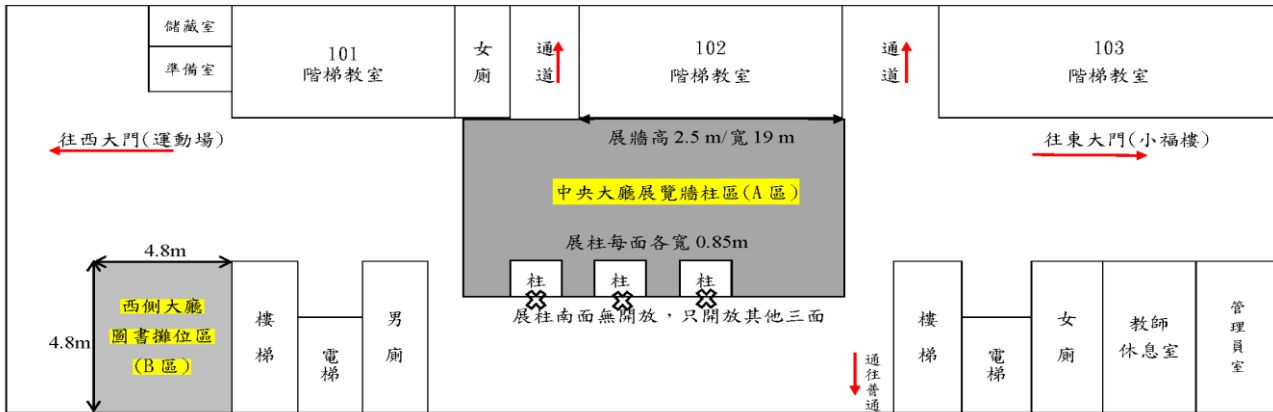 儲藏室
準備室
101
階梯教室
女廁
通道
102
階梯教室
通道
103
階梯教室
往西大門(運動場)
展牆高 2.5 m/寬 19 m
往東大門(小福樓)
中央大廳展覽牆柱區(A 區)
展柱每面各寬 0.85m
4.8m
柱
柱
柱
展柱南面無開放，只開放其他三面
4.8m
西側大廳
圖書攤位區
(B 區)
樓梯
電梯
男廁
通往普通
樓梯
電梯
女廁
教師
休息室
管理員室